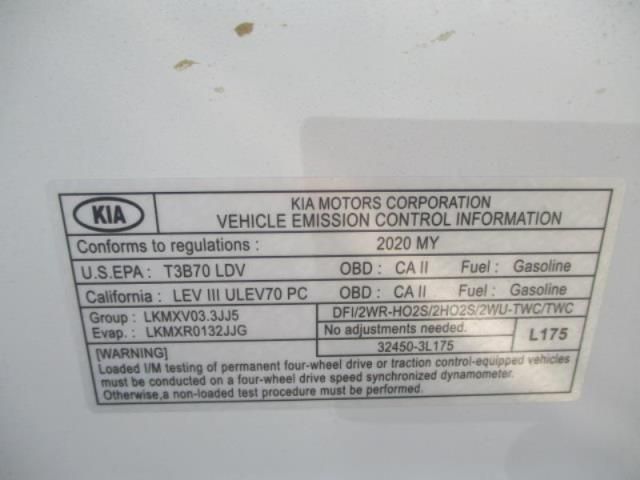 KIA
KIA MOTORS CORPORATION
VEHICLE EMISSION CONTROL INFORMATION
Conforms to regulations : 2020 MY
U.S.EPA : T3B70 LDV OBD : CA II Fuel : Gasoline
California : LEV III ULEV70 PC OBD : CA II Fuel : Gasoline
Group : LKMXV03.3JJ5 DFI/2WR-HO2S/2HO2S/2WU-TWC/TWC
Evap. : LKMXR0132JJG No adjustments needed.
32450-3L175
L175
[WARNING]
Loaded I/M testing of permanent four-wheel drive or traction control-equipped vehicles
must be conducted on a four-wheel drive speed synchronized dynamometer.
Otherwise,a non-loaded test procedure must be performed.